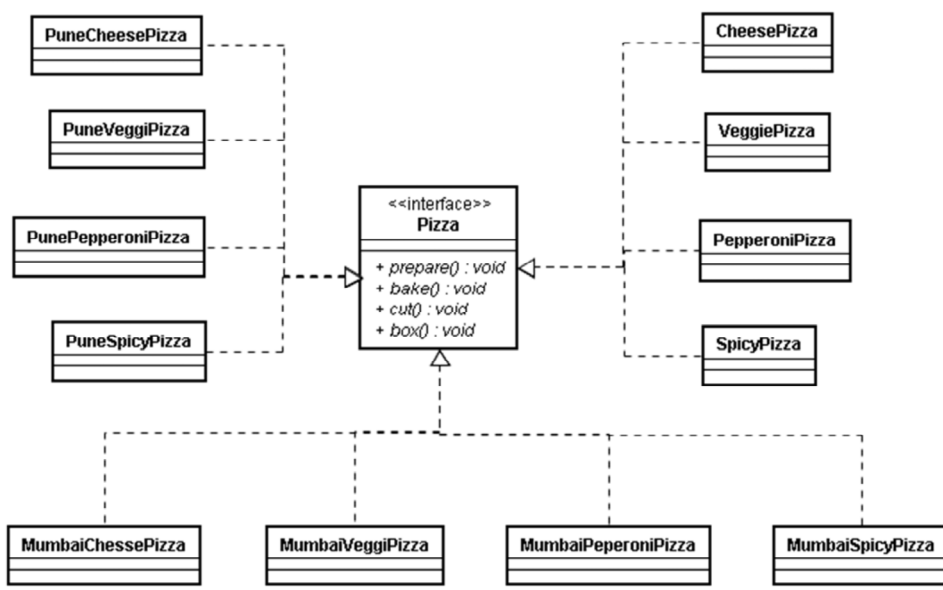 PuneCheesePizza
CheesePizza
PuneVeggiPizza
VeggiePizza
<<interface>>
Pizza
PunePepperoniPizza
PepperoniPizza
+ prepare() : void
+ bake() : void
+ cut() : void
+ box() : void
PuneSpicyPizza
SpicyPizza
MumbaiChessePizza
MumbaiVeggiPizza
MumbaiPeperoniPizza
MumbaiSpicyPizza